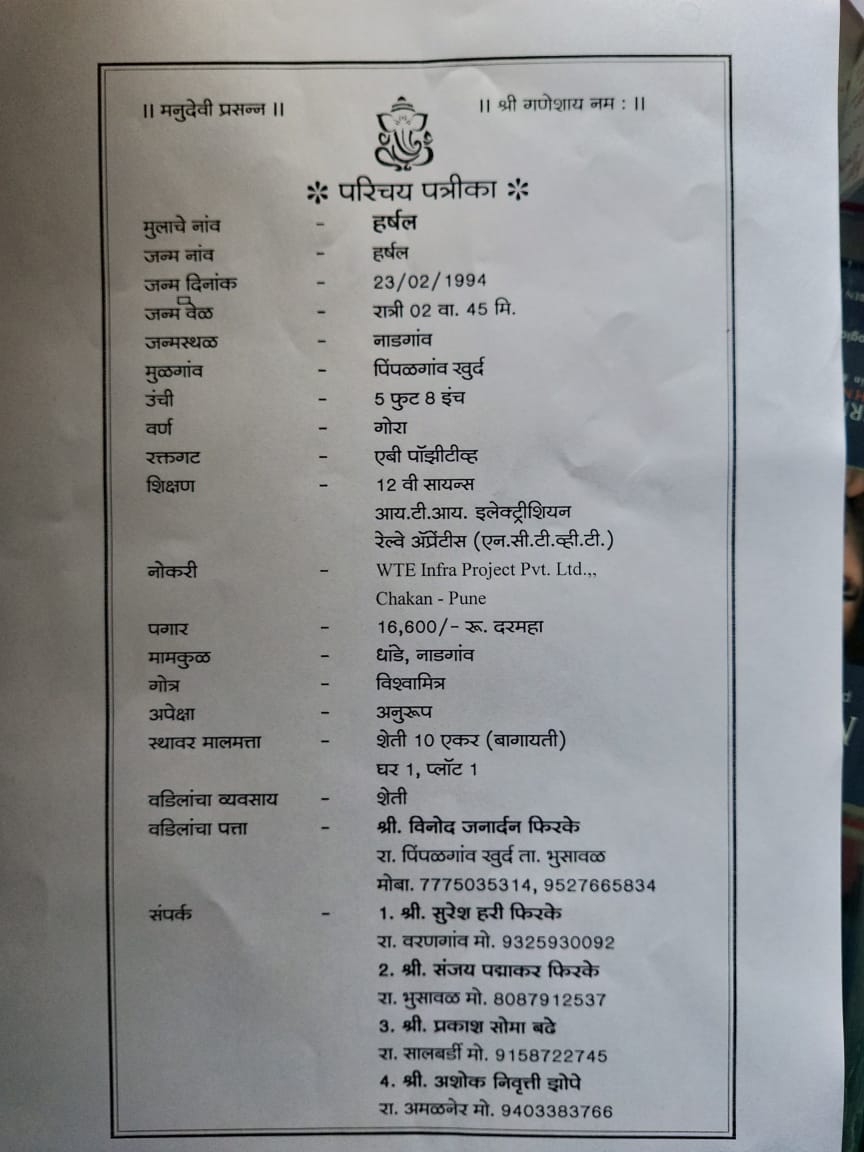 ।। मनुदेवी प्रसन्न ।। ।। श्री गणेशाय नम : ।।
✻ परिचय पत्रीका ✻
मुलाचे नांव - हर्षल
जन्म नांव - हर्षल
जन्म दिनांक - 23/02/1994
जन्म वेळ - रात्री 02 वा. 45 मि.
जन्मस्थळ - नाडगांव
मुळगांव - पिंपळगांव खुर्द
उंची - 5 फुट 8 इंच
वर्ण - गोरा
रक्तगट - एबी पॉझीटीव्ह
शिक्षण - 12 वी सायन्स
आय.टी.आय. इलेक्ट्रीशियन
रेल्वे ॲप्रेंटीस (एन.सी.टी.व्ही.टी.)
नोकरी - WTE Infra Project Pvt. Ltd.,,
Chakan - Pune
पगार - 16,600/- रू. दरमहा
मामकुळ - धांडे, नाडगांव
गोत्र - विश्वामित्र
अपेक्षा - अनुरूप
स्थावर मालमत्ता - शेती 10 एकर (बागायती)
घर 1, प्लॉट 1
वडिलांचा व्यवसाय - शेती
वडिलांचा पत्ता - श्री. विनोद जनार्दन फिरके
रा. पिंपळगांव खुर्द ता. भुसावळ
मोबा. 7775035314, 9527665834
संपर्क - 1. श्री. सुरेश हरी फिरके
रा. वरणगांव मो. 9325930092
2. श्री. संजय पद्माकर फिरके
रा. भुसावळ मो. 8087912537
3. श्री. प्रकाश सोमा बढे
रा. सालबर्डी मो. 9158722745
4. श्री. अशोक निवृत्ती झोपे
रा. अमळनेर मो. 9403383766